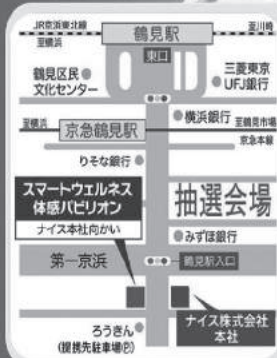 JR京浜東北線
鶴見駅
至横浜
至川崎
東口
鶴見区民
文化センター
三菱東京
UFJ銀行
横浜銀行
至横浜
京急鶴見駅
至鶴見市場
京急本線
りそな銀行
スマートウェルネス
体感パビリオン
ナイス本社向かい
抽選会場
みずほ銀行
第一京浜
鶴見駅入口
ナイス株式会社
本社
ろうきん
(提携先駐車場(P))